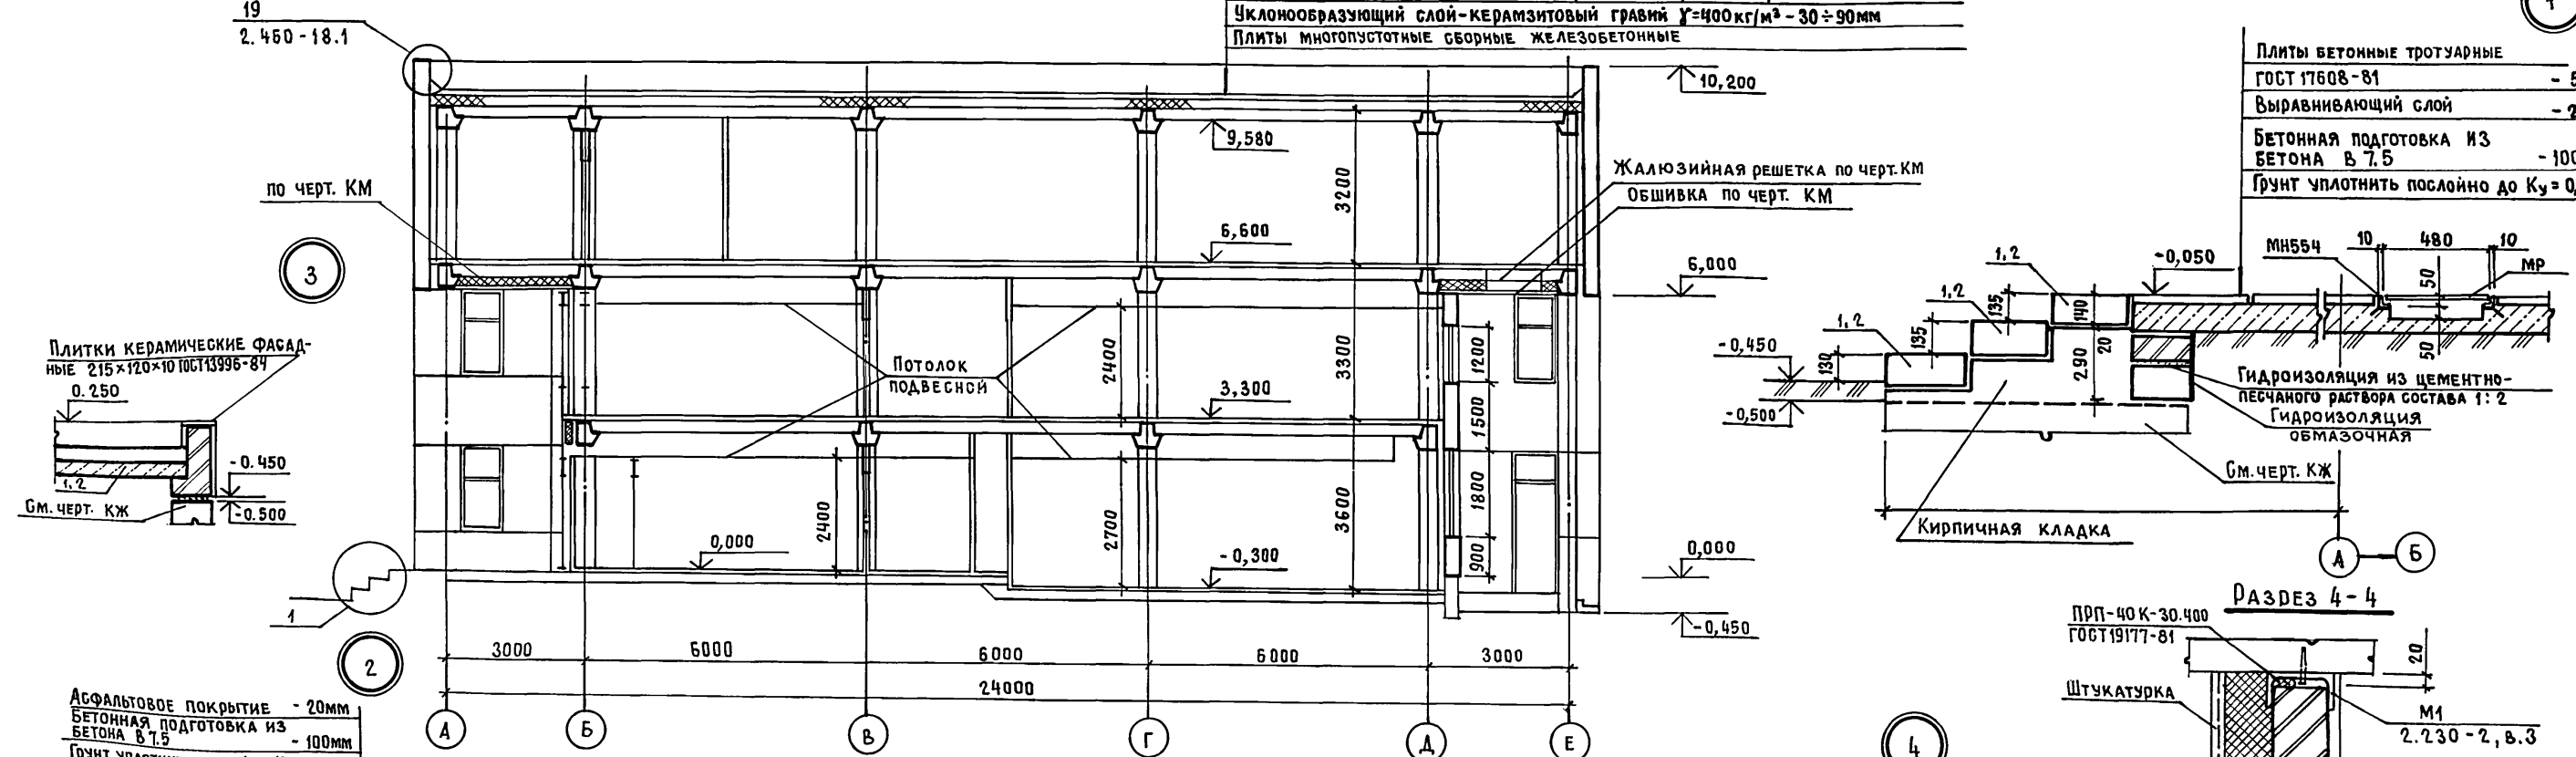 19
2.460-18.1
Уклонообразующий слой-керамзитовый гравий γ=400кг/м³-30÷90мм
Плиты многопустотные сборные железобетонные
10,200
9,580
3200
по черт. КМ
3
6,600
Жалюзийная решетка по черт. КМ
Обшивка по черт. КМ
6,000
Плитки керамические фасад-
ные 215×120×10 ГОСТ13996-84
0.250
-0.450
1,2
См. черт. КЖ
-0.500
Потолок
подвесной
2400
3300
1200
3,300
1500
2400
0,000
2700
-0,300
3600
1800
900
0,000
-0,450
1
2
3000
6000
6000
6000
3000
24000
А
Б
В
Г
Д
Е
Асфальтовое покрытие - 20мм
Бетонная подготовка из
бетона В7.5 - 100мм
Плиты бетонные тротуарные
ГОСТ 17608-81
Выравнивающий слой
Бетонная подготовка из
бетона В 7.5 - 100
Грунт уплотнить послойно до Ку=0,
МН554
10
480
10
МР
50
50
-0,050
1,2
1,2
1,2
135
140
135
130
20
290
-0,450
-0,500
Гидроизоляция из цементно-
песчаного раствора состава 1:2
Гидроизоляция
обмазочная
См. черт. КЖ
Кирпичная кладка
А
Б
Разрез 4-4
ПРП-40К-30.400
ГОСТ19177-81
20
Штукатурка
М1
2.230-2, в.3
4